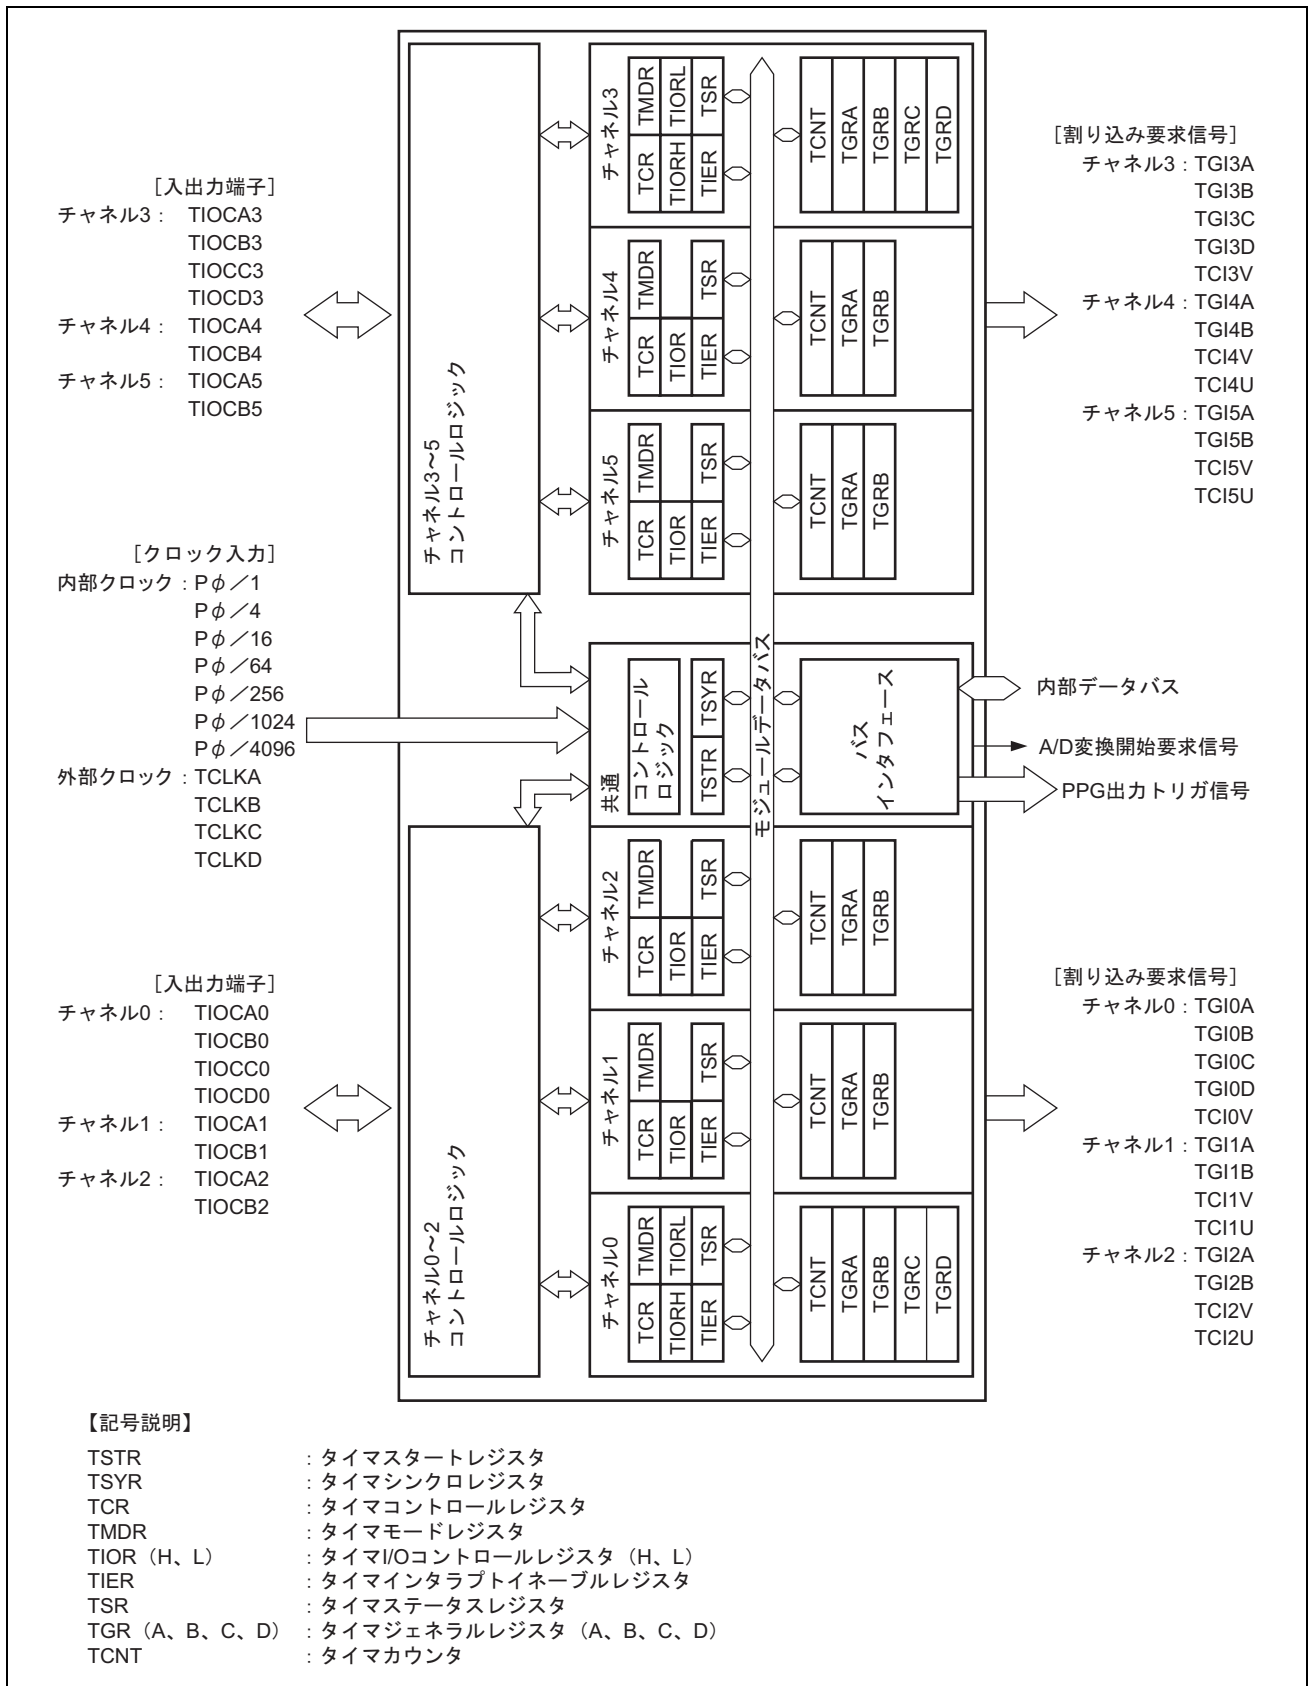 [入出力端子]
チャネル3： TIOCA3
TIOCB3
TIOCC3
TIOCD3
チャネル4： TIOCA4
TIOCB4
チャネル5： TIOCA5
TIOCB5
[クロック入力]
内部クロック：Pφ／1
Pφ／4
Pφ／16
Pφ／64
Pφ／256
Pφ／1024
Pφ／4096
外部クロック：TCLKA
TCLKB
TCLKC
TCLKD
[入出力端子]
チャネル0： TIOCA0
TIOCB0
TIOCC0
TIOCD0
チャネル1： TIOCA1
TIOCB1
チャネル2： TIOCA2
TIOCB2
チャネル3～5
コントロールロジック
チャネル0～2
コントロールロジック
チャネル3
TCR TMDR
TIORH TIORL
TIER TSR
TCNT
TGRA
TGRB
TGRC
TGRD
チャネル4
TCR TMDR
TIOR
TIER TSR
TCNT
TGRA
TGRB
チャネル5
TCR TMDR
TIOR
TIER TSR
TCNT
TGRA
TGRB
共通
コントロール
ロジック
TSTR TSYR
モジュールデータバス
バス
インタフェース
チャネル2
TCR TMDR
TIOR
TIER TSR
TCNT
TGRA
TGRB
チャネル1
TCR TMDR
TIOR
TIER TSR
TCNT
TGRA
TGRB
チャネル0
TCR TMDR
TIORH TIORL
TIER TSR
TCNT
TGRA
TGRB
TGRC
TGRD
[割り込み要求信号]
チャネル3：TGI3A
TGI3B
TGI3C
TGI3D
TCI3V
チャネル4：TGI4A
TGI4B
TCI4V
TCI4U
チャネル5：TGI5A
TGI5B
TCI5V
TCI5U
内部データバス
A/D変換開始要求信号
PPG出力トリガ信号
[割り込み要求信号]
チャネル0：TGI0A
TGI0B
TGI0C
TGI0D
TCI0V
チャネル1：TGI1A
TGI1B
TCI1V
TCI1U
チャネル2：TGI2A
TGI2B
TCI2V
TCI2U
【記号説明】
TSTR ：タイマスタートレジスタ
TSYR ：タイマシンクロレジスタ
TCR ：タイマコントロールレジスタ
TMDR ：タイマモードレジスタ
TIOR（H、L） ：タイマI/Oコントロールレジスタ（H、L）
TIER ：タイマインタラプトイネーブルレジスタ
TSR ：タイマステータスレジスタ
TGR（A、B、C、D） ：タイマジェネラルレジスタ（A、B、C、D）
TCNT ：タイマカウンタ